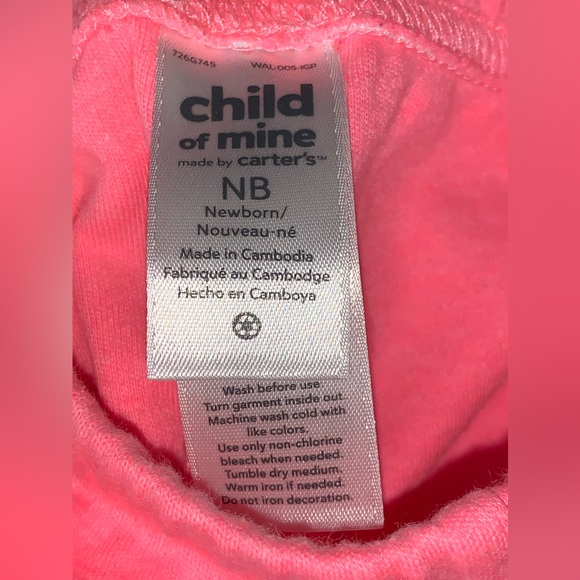 726G745 WAL-005-IGP
child
of mine
made by carter's™
NB
Newborn/
Nouveau-né
Made in Cambodia
Fabriqué au Cambodge
Hecho en Camboya
Wash before use.
Turn garment inside out.
Machine wash cold with
like colors.
Use only non-chlorine
bleach when needed.
Tumble dry medium.
Warm iron if needed.
Do not iron decoration.